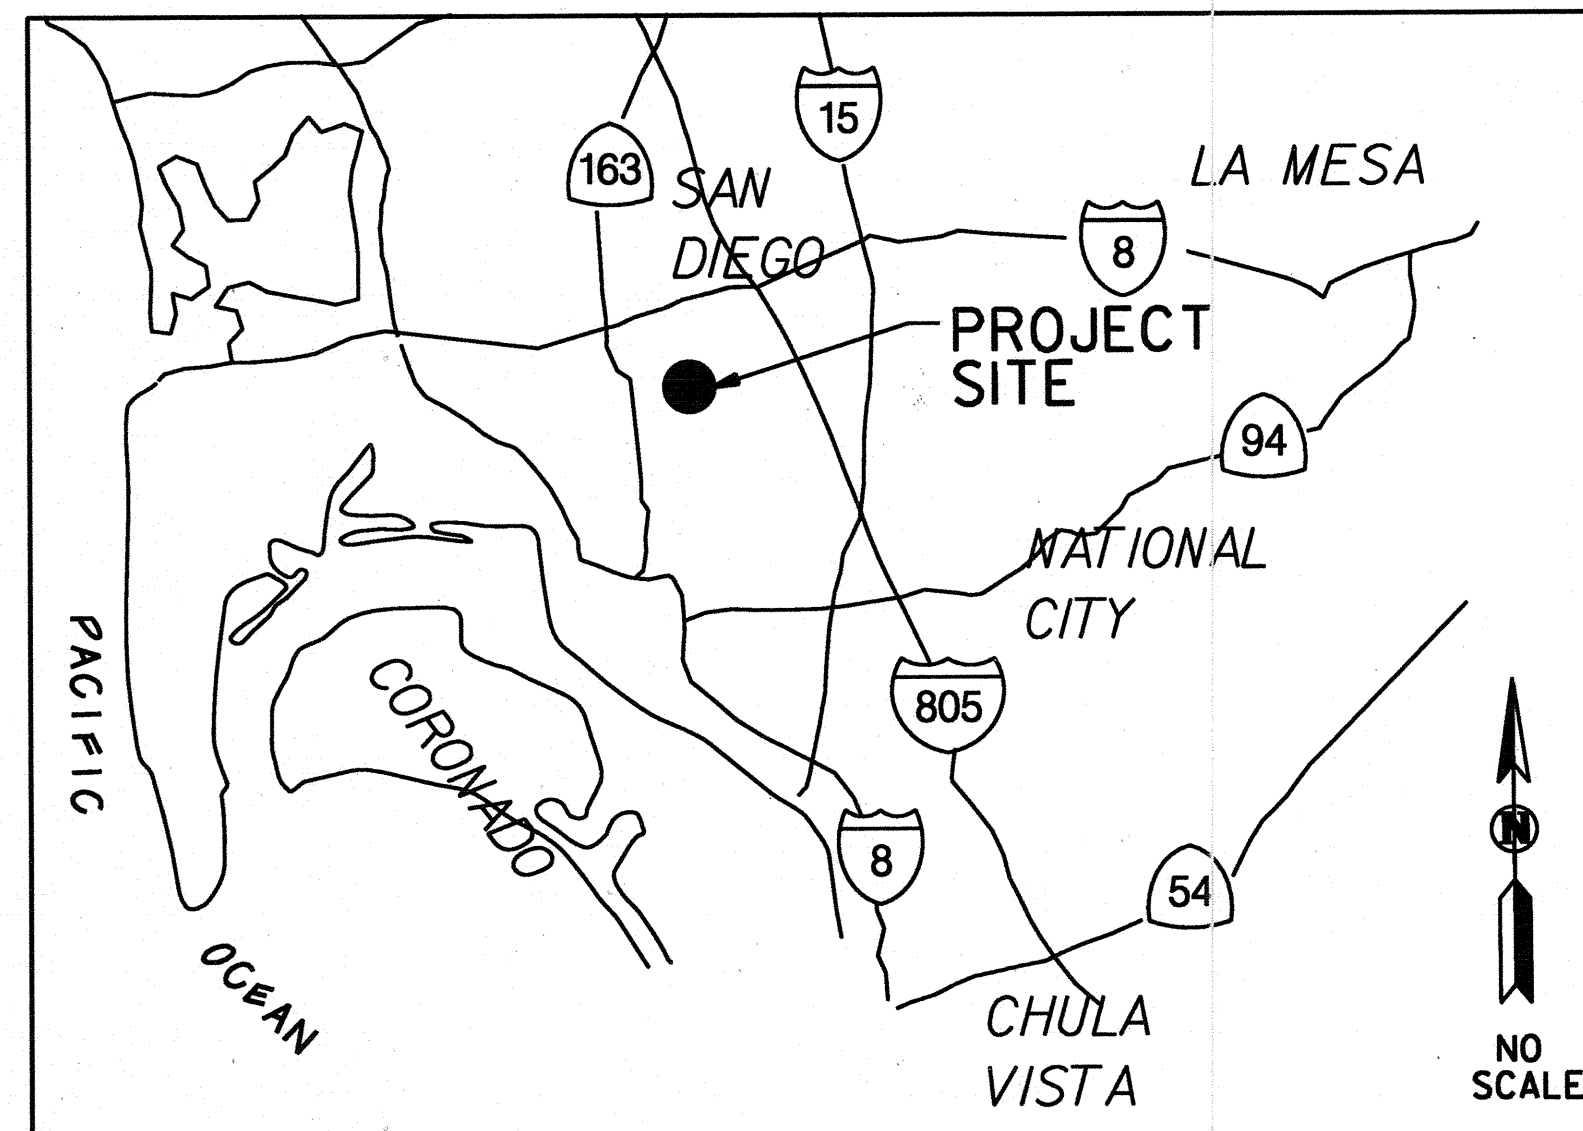 15
163
SAN
DIEGO
LA MESA
8
PROJECT
SITE
94
NATIONAL
CITY
PACIFIC
OCEAN
CORONADO
805
8
54
CHULA
VISTA
N
NO
SCALE